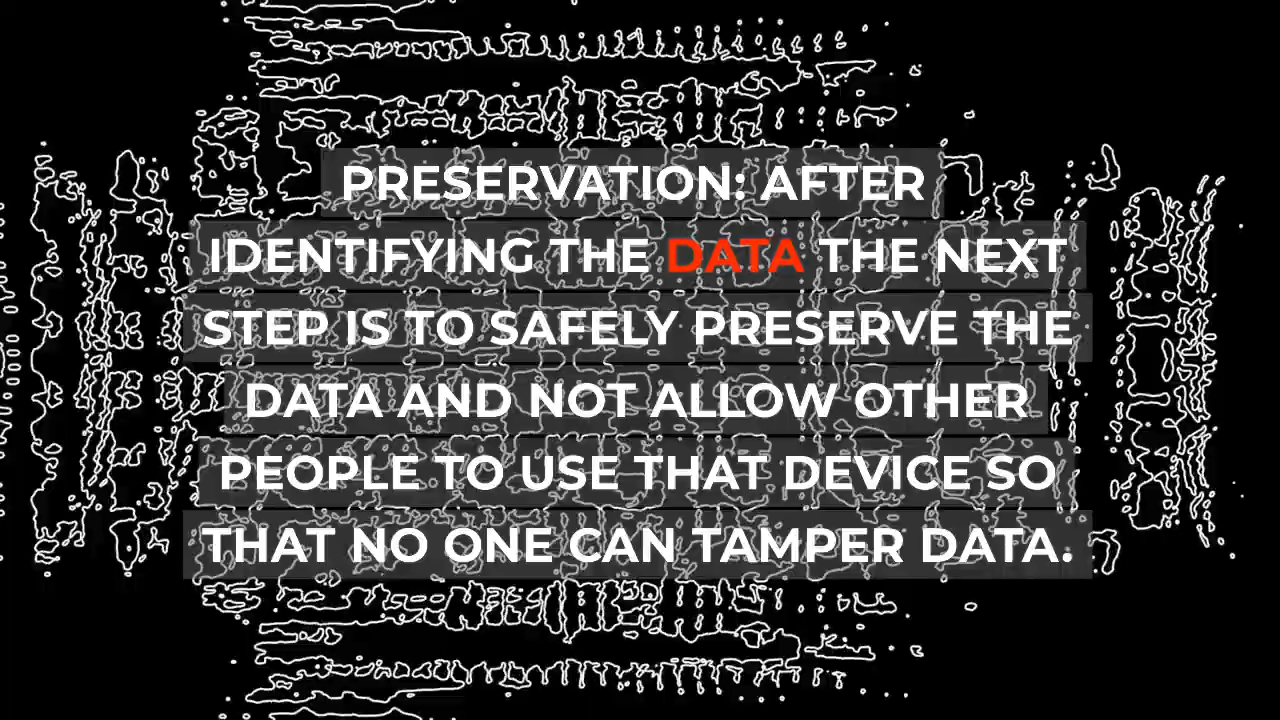 PRESERVATION: AFTER
IDENTIFYING THE DATA THE NEXT
STEP IS TO SAFELY PRESERVE THE
DATA AND NOT ALLOW OTHER
PEOPLE TO USE THAT DEVICE SO
THAT NO ONE CAN TAMPER DATA.